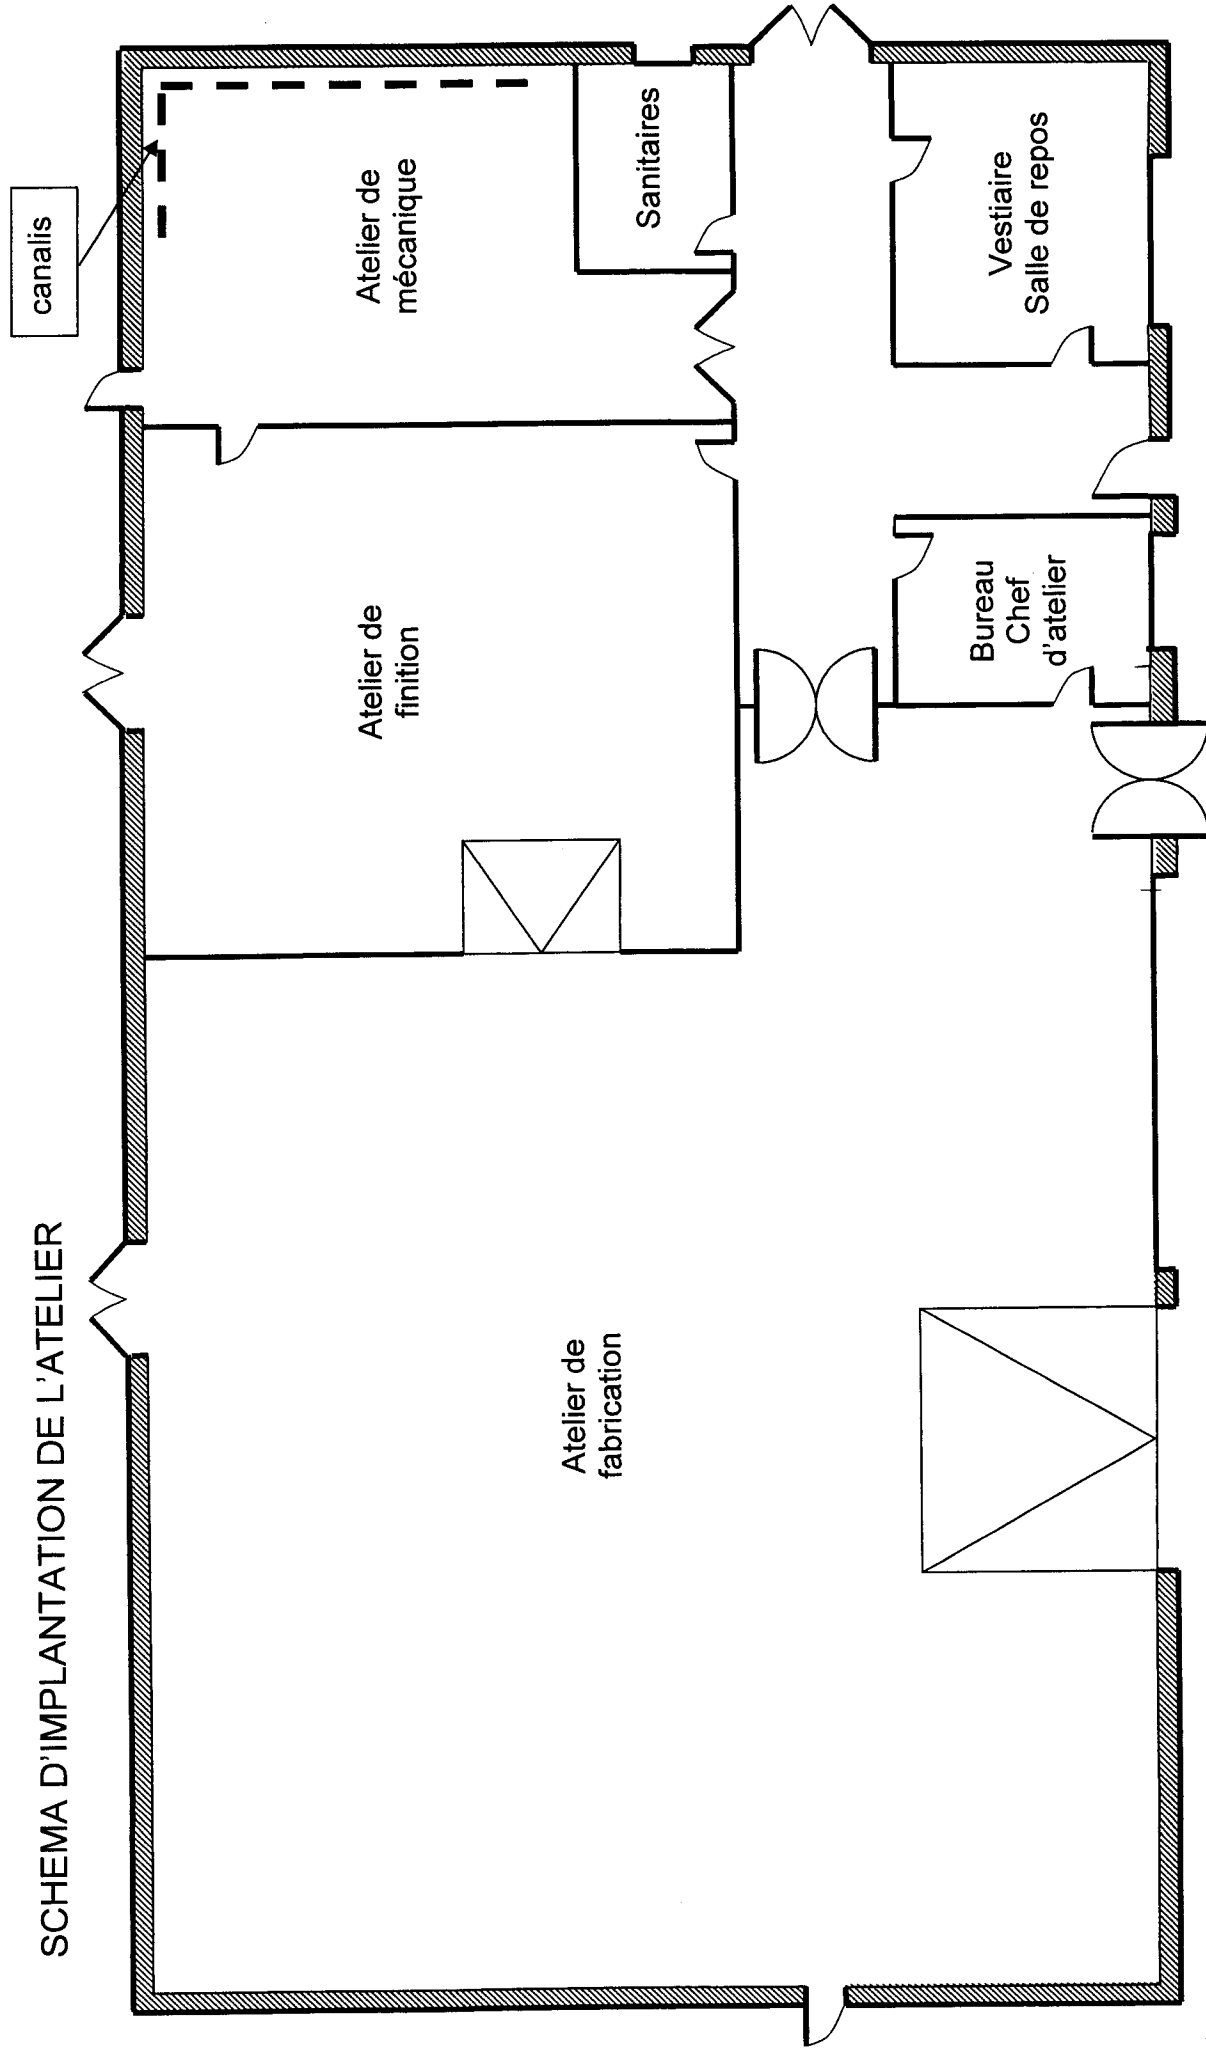 SCHEMA D'IMPLANTATION DE L'ATELIER
canalis
Atelier de
fabrication
Atelier de
finition
Atelier de
mécanique
Sanitaires
Bureau
Chef
d'atelier
Vestiaire
Salle de repos